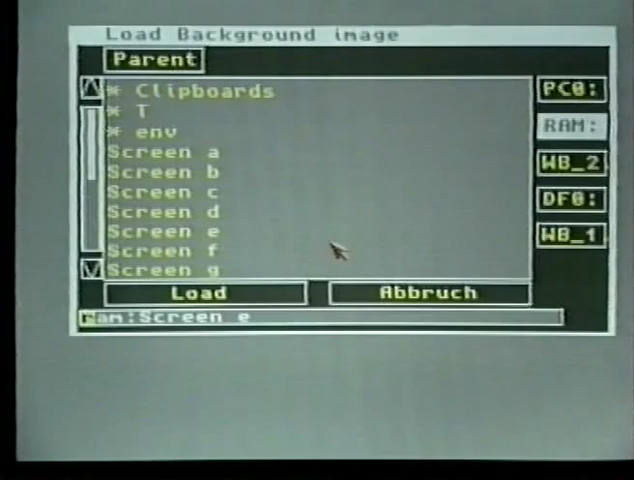 Load Background image
Parent
* Clipboards
* T
* env
Screen a
Screen b
Screen c
Screen d
Screen e
Screen f
Screen g
PC0:
RAM:
WB_2
DF0:
WB_1
Load
Abbruch
ram:Screen e